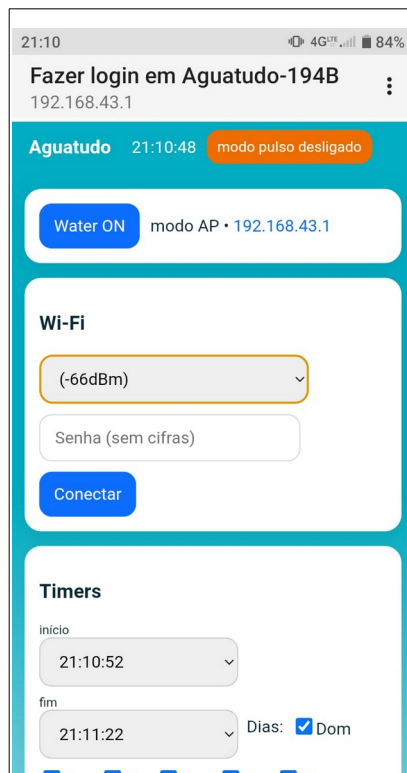 21:10 4G LTE 84%
Fazer login em Aguatudo-194B
192.168.43.1
Aguatudo 21:10:48 modo pulso desligado
Water ON modo AP • 192.168.43.1
Wi-Fi
(-66dBm)
Senha (sem cifras)
Conectar
Timers
início
21:10:52
fim
21:11:22 Dias: Dom